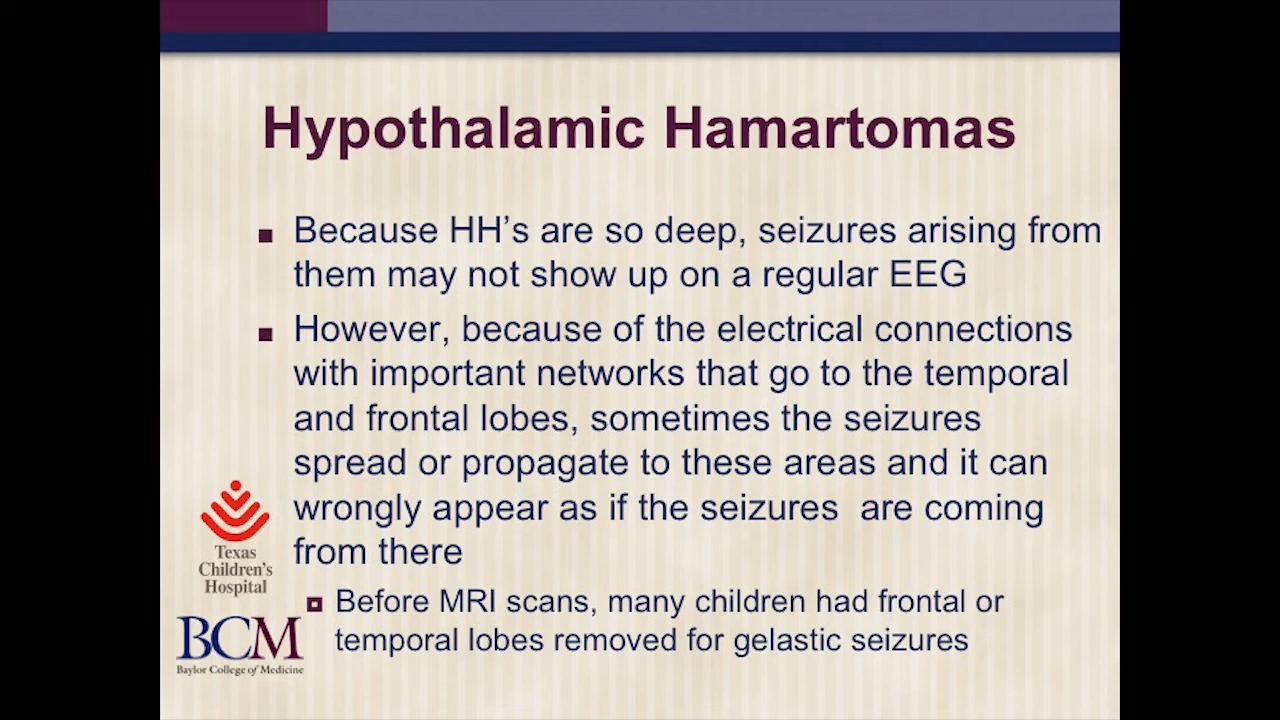 Hypothalamic Hamartomas
Because HH’s are so deep, seizures arising from
them may not show up on a regular EEG
However, because of the electrical connections
with important networks that go to the temporal
and frontal lobes, sometimes the seizures
spread or propagate to these areas and it can
wrongly appear as if the seizures are coming
from there
Before MRI scans, many children had frontal or
temporal lobes removed for gelastic seizures
Texas
Children's
Hospital
BCM
Baylor College of Medicine